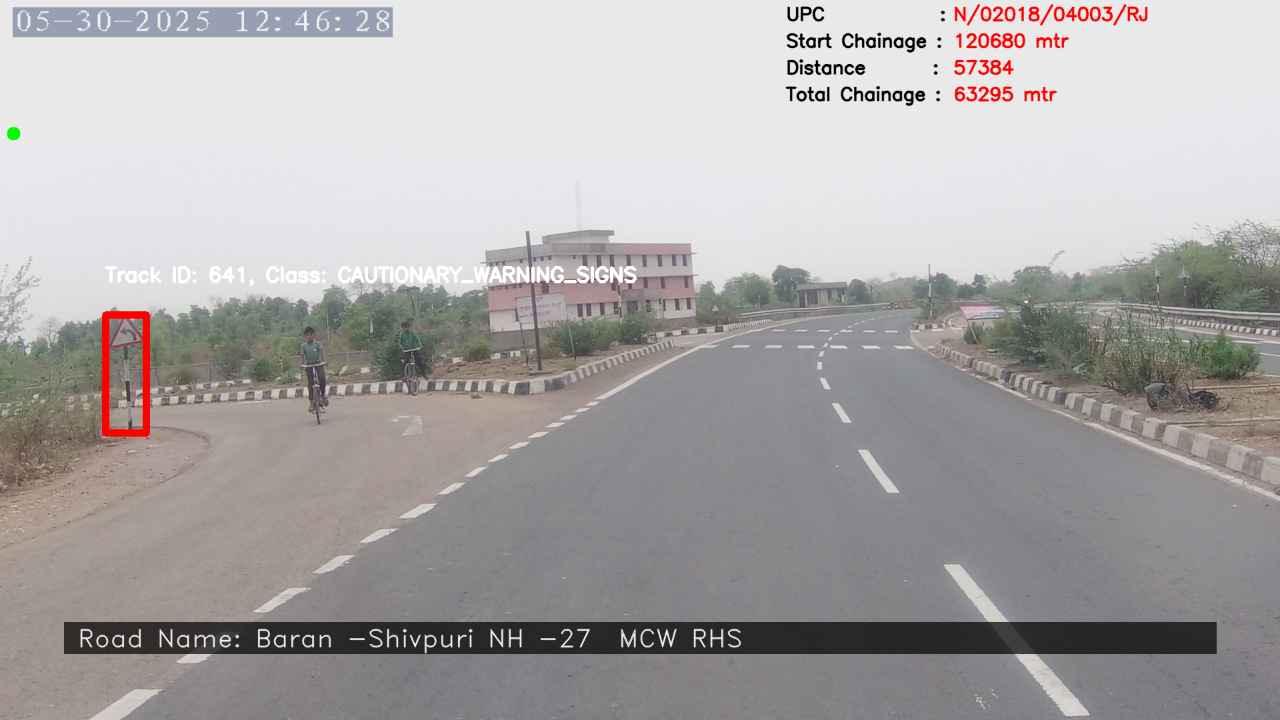 05-30-2025 12:46:28
UPC : N/02018/04003/RJ
Start Chainage : 120680 mtr
Distance : 57384
Total Chainage : 63295 mtr
Track ID: 641, Class: CAUTIONARY_WARNING_SIGNS
Road Name: Baran -Shivpuri NH -27 MCW RHS